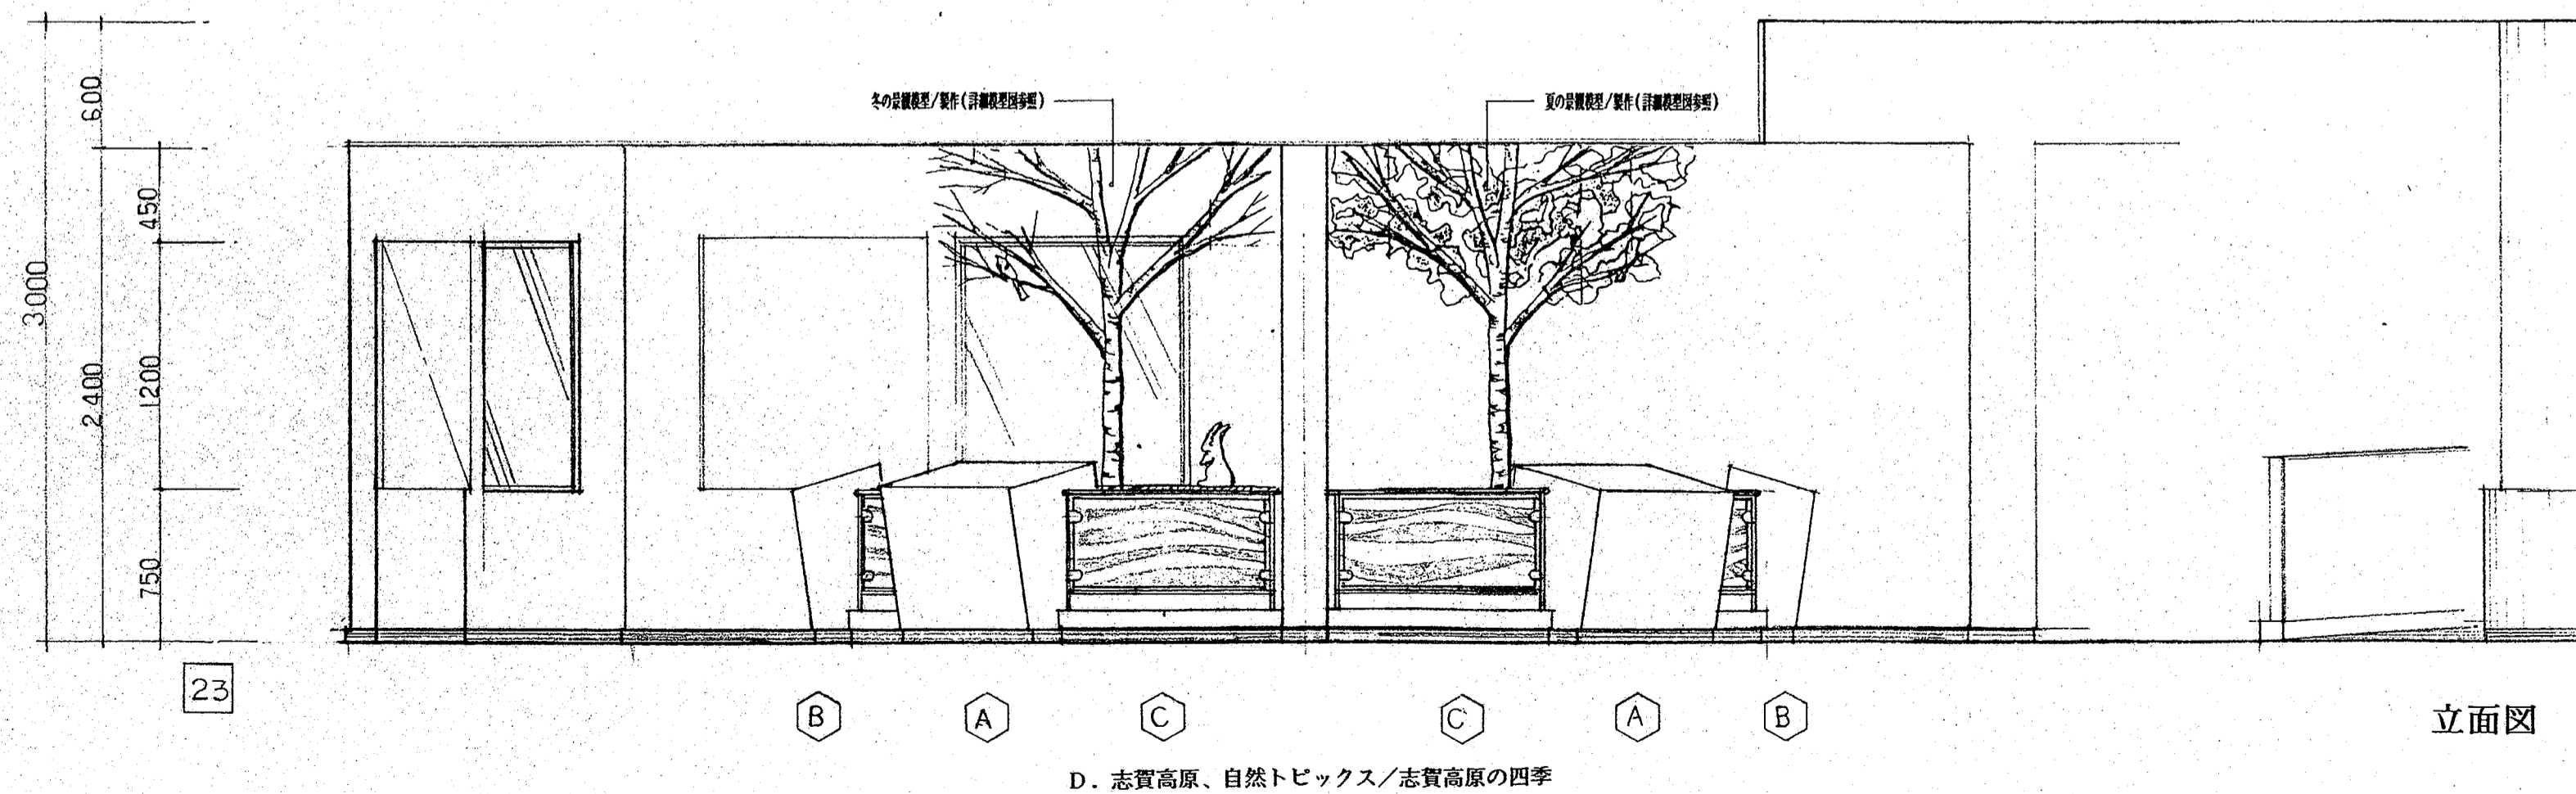 600
冬の景観模型/製作(詳細模型図参照)
夏の景観模型/製作(詳細模型図参照)
450
3000
2400
1200
750
23
B
A
C
C
A
B
立面図
D. 志賀高原、自然トピックス/志賀高原の四季